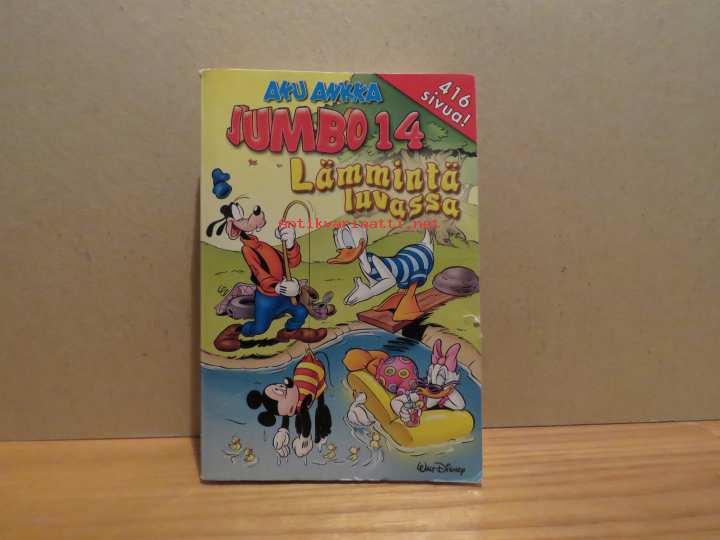 AKU ANKKA
JUMBO 14
416
sivua!
Lämmintä
luvassa
antikvariaatti.net
Walt Disney